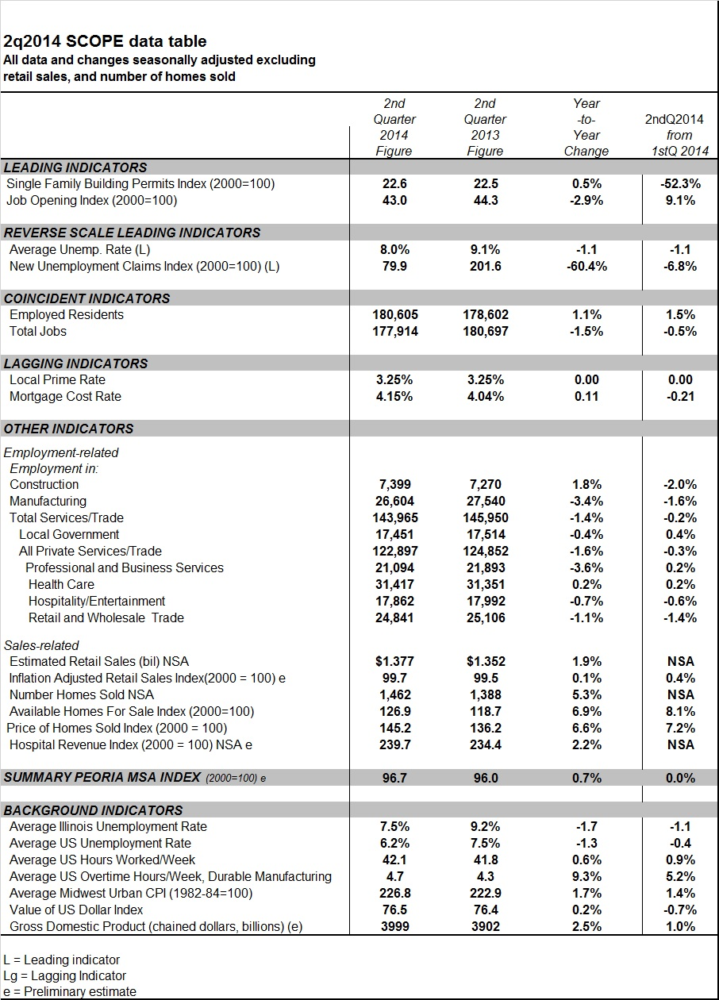 2q2014 SCOPE data table
All data and changes seasonally adjusted excluding
retail sales, and number of homes sold
2nd 2nd Year
Quarter Quarter -to- 2ndQ2014
2014 2013 Year from
Figure Figure Change 1stQ 2014
LEADING INDICATORS
Single Family Building Permits Index (2000=100) 22.6 22.5 0.5% -52.3%
Job Opening Index (2000=100) 43.0 44.3 -2.9% 9.1%
REVERSE SCALE LEADING INDICATORS
Average Unemp. Rate (L) 8.0% 9.1% -1.1 -1.1
New Unemployment Claims Index (2000=100) (L) 79.9 201.6 -60.4% -6.8%
COINCIDENT INDICATORS
Employed Residents 180,605 178,602 1.1% 1.5%
Total Jobs 177,914 180,697 -1.5% -0.5%
LAGGING INDICATORS
Local Prime Rate 3.25% 3.25% 0.00 0.00
Mortgage Cost Rate 4.15% 4.04% 0.11 -0.21
OTHER INDICATORS
Employment-related
Employment in:
Construction 7,399 7,270 1.8% -2.0%
Manufacturing 26,604 27,540 -3.4% -1.6%
Total Services/Trade 143,965 145,950 -1.4% -0.2%
Local Government 17,451 17,514 -0.4% 0.4%
All Private Services/Trade 122,897 124,852 -1.6% -0.3%
Professional and Business Services 21,094 21,893 -3.6% 0.2%
Health Care 31,417 31,351 0.2% 0.2%
Hospitality/Entertainment 17,862 17,992 -0.7% -0.6%
Retail and Wholesale Trade 24,841 25,106 -1.1% -1.4%
Sales-related
Estimated Retail Sales (bil) NSA $1.377 $1.352 1.9% NSA
Inflation Adjusted Retail Sales Index(2000 = 100) e 99.7 99.5 0.1% 0.4%
Number Homes Sold NSA 1,462 1,388 5.3% NSA
Available Homes For Sale Index (2000=100) 126.9 118.7 6.9% 8.1%
Price of Homes Sold Index (2000 = 100) 145.2 136.2 6.6% 7.2%
Hospital Revenue Index (2000 = 100) NSA e 239.7 234.4 2.2% NSA
SUMMARY PEORIA MSA INDEX (2000=100) e 96.7 96.0 0.7% 0.0%
BACKGROUND INDICATORS
Average Illinois Unemployment Rate 7.5% 9.2% -1.7 -1.1
Average US Unemployment Rate 6.2% 7.5% -1.3 -0.4
Average US Hours Worked/Week 42.1 41.8 0.6% 0.9%
Average US Overtime Hours/Week, Durable Manufacturing 4.7 4.3 9.3% 5.2%
Average Midwest Urban CPI (1982-84=100) 226.8 222.9 1.7% 1.4%
Value of US Dollar Index 76.5 76.4 0.2% -0.7%
Gross Domestic Product (chained dollars, billions) (e) 3999 3902 2.5% 1.0%
L = Leading indicator
Lg = Lagging Indicator
e = Preliminary estimate